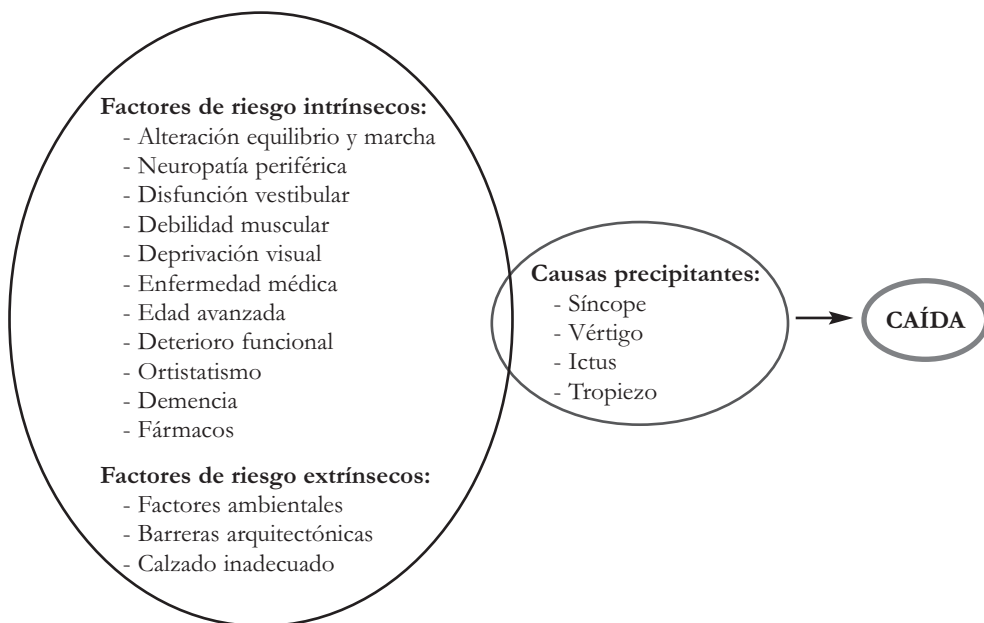 Factores de riesgo intrínsecos:
- Alteración equilibrio y marcha
- Neuropatía periférica
- Disfunción vestibular
- Debilidad muscular
- Deprivación visual
- Enfermedad médica
- Edad avanzada
- Deterioro funcional
- Ortistatismo
- Demencia
- Fármacos
Factores de riesgo extrínsecos:
- Factores ambientales
- Barreras arquitectónicas
- Calzado inadecuado
Causas precipitantes:
- Síncope
- Vértigo
- Ictus
- Tropiezo
CAÍDA